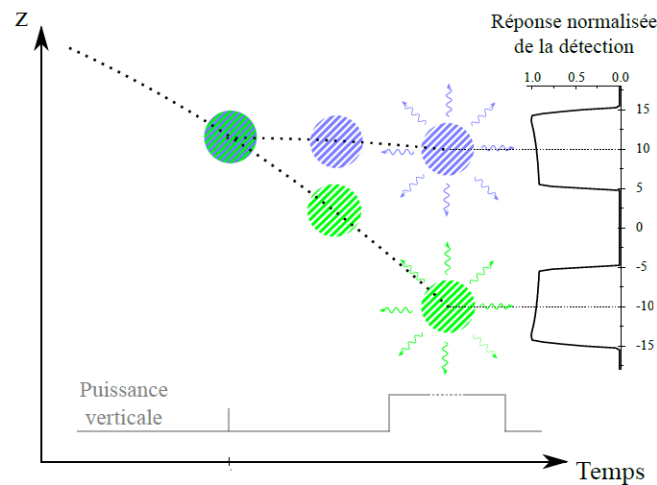 z
Réponse normalisée
de la détection
1.0 0.5 0.0
15
10
5
0
-5
-10
-15
Puissance
verticale
Temps